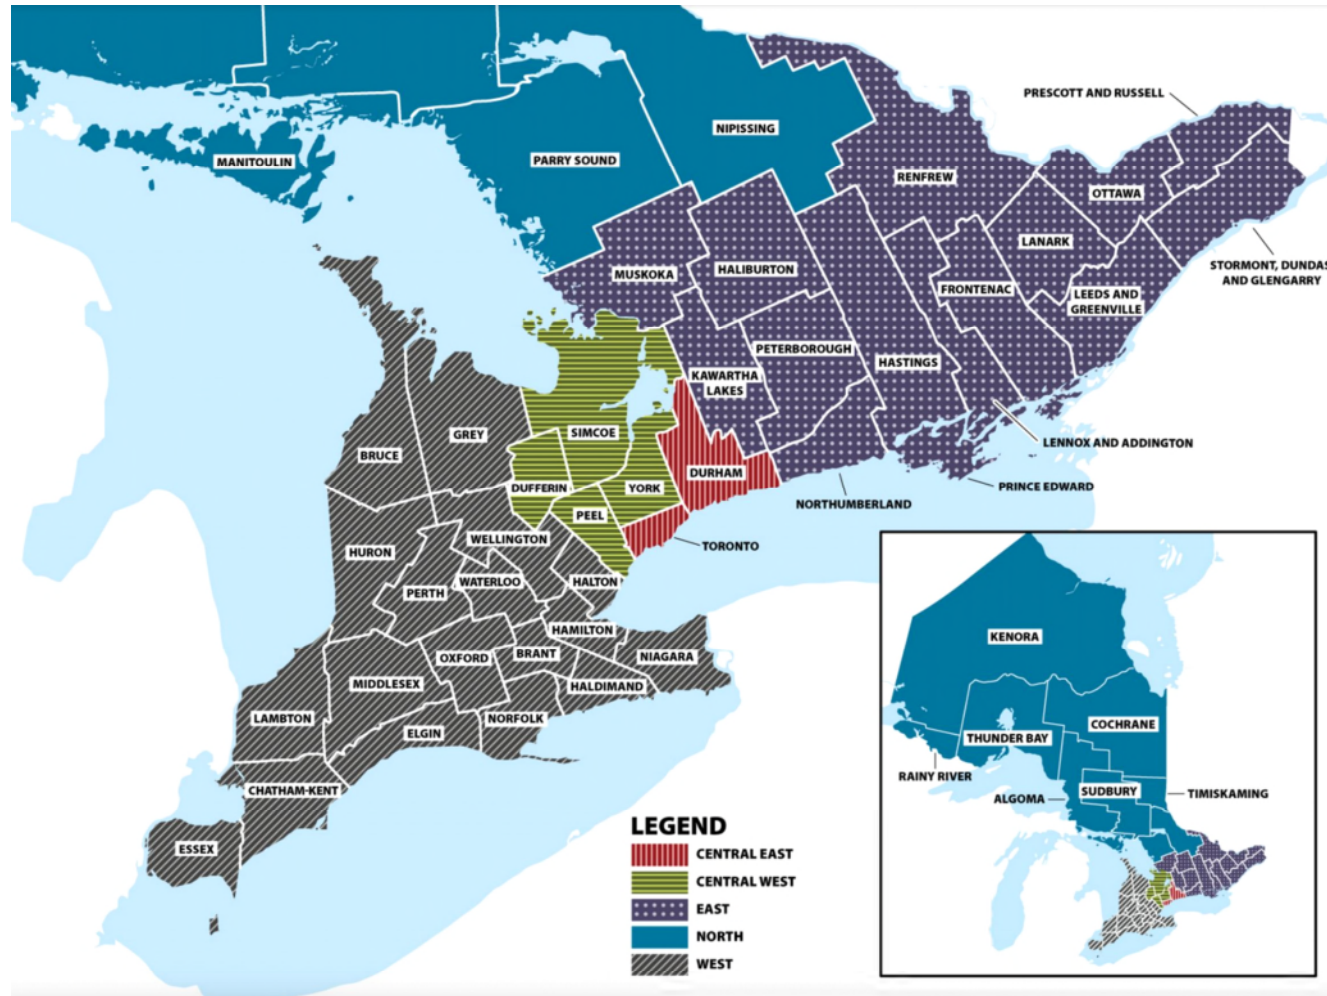 PRESCOTT AND RUSSELL
NIPISSING
MANITOULIN
PARRY SOUND
RENFREW
OTTAWA
LANARK
STORMONT, DUNDAS
AND GLENGARRY
MUSKOKA
HALIBURTON
FRONTENAC
LEEDS AND
GREENVILLE
PETERBOROUGH
HASTINGS
KAWARTHA
LAKES
GREY
SIMCOE
BRUCE
LENNOX AND ADDINGTON
DURHAM
DUFFERIN
YORK
PRINCE EDWARD
NORTHUMBERLAND
PEEL
WELLINGTON
TORONTO
HURON
WATERLOO
HALTON
PERTH
HAMILTON
OXFORD
BRANT
NIAGARA
MIDDLESEX
HALDIMAND
LAMBTON
NORFOLK
ELGIN
CHATHAM-KENT
ESSEX
KENORA
COCHRANE
THUNDER BAY
RAINY RIVER
SUDBURY
ALGOMA
TIMISKAMING
LEGEND
CENTRAL EAST
CENTRAL WEST
EAST
NORTH
WEST